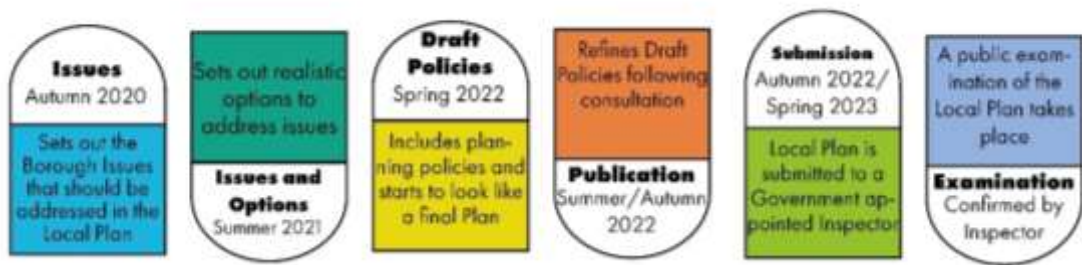 Issues
Autumn 2020
Sets out the
Borough Issues
that should be
addressed in the
Local Plan
Sets out realistic
options to
address issues
Issues and
Options
Summer 2021
Draft
Policies
Spring 2022
Includes plan-
ning policies and
starts to look like
a Final Plan
Refines Draft
Policies following
consultation
Publication
Summer/Autumn
2022
Submission
Autumn 2022/
Spring 2023
Local Plan is
submitted to a
Government ap-
pointed Inspector
A public exam-
ination of the
Local Plan takes
place
Examination
Confirmed by
Inspector